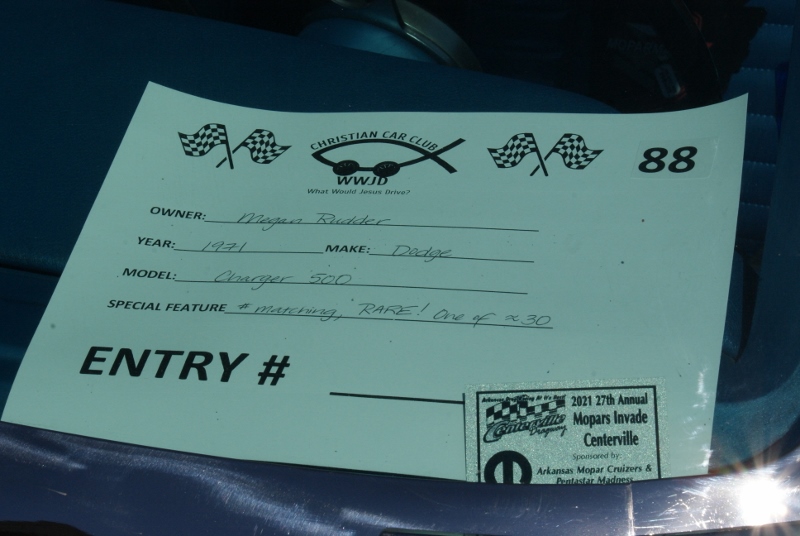 CHRISTIAN CAR CLUB
WWJD
What Would Jesus Drive?
88
OWNER: Megan Rudder
YEAR: 1971 MAKE: Dodge
MODEL: Charger 500
SPECIAL FEATURE # matching, RARE! One of ≈ 30
ENTRY #
Centerville
Dragway
2021 27th Annual
Mopars Invade
Centerville
Sponsored by:
Arkansas Mopar Cruizers &
Pentastar Madness